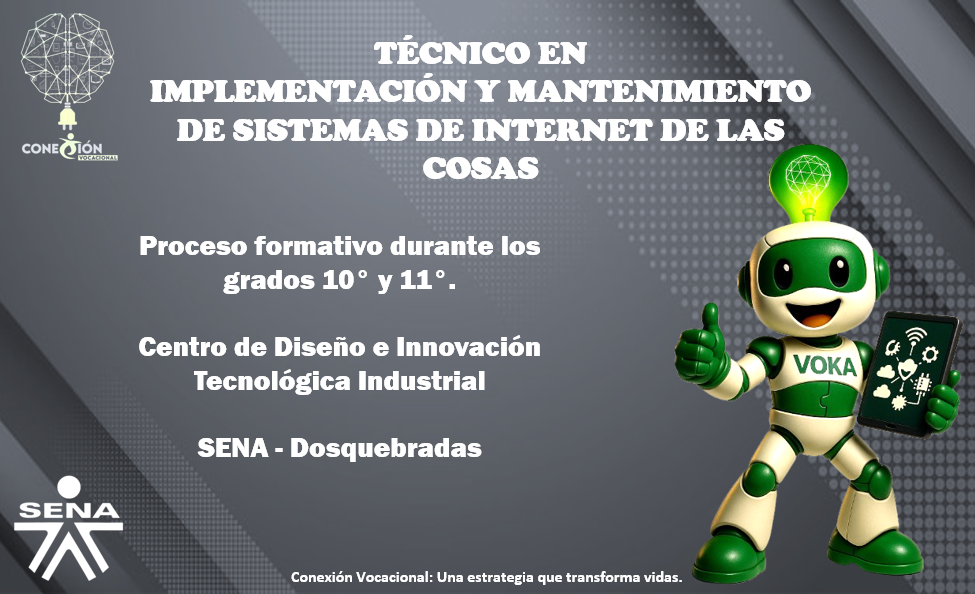 TÉCNICO EN
IMPLEMENTACIÓN Y MANTENIMIENTO
DE SISTEMAS DE INTERNET DE LAS
COSAS
CONEXIÓN
VOCACIONAL
Proceso formativo durante los
grados 10° y 11°.
Centro de Diseño e Innovación
Tecnológica Industrial
SENA - Dosquebradas
VOKA
SENA
Conexión Vocacional: Una estrategia que transforma vidas.